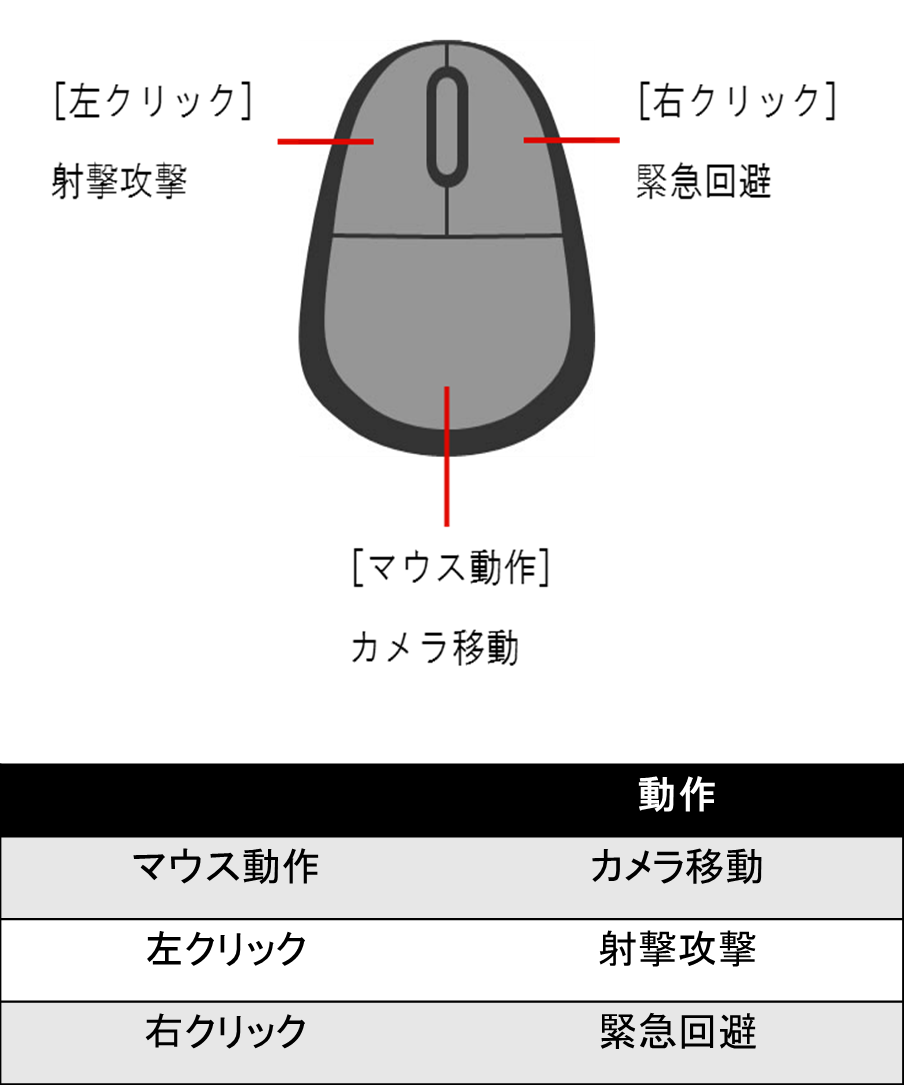 [左クリック]
射撃攻撃
[右クリック]
緊急回避
[マウス動作]
カメラ移動
動作
マウス動作 カメラ移動
左クリック 射撃攻撃
右クリック 緊急回避